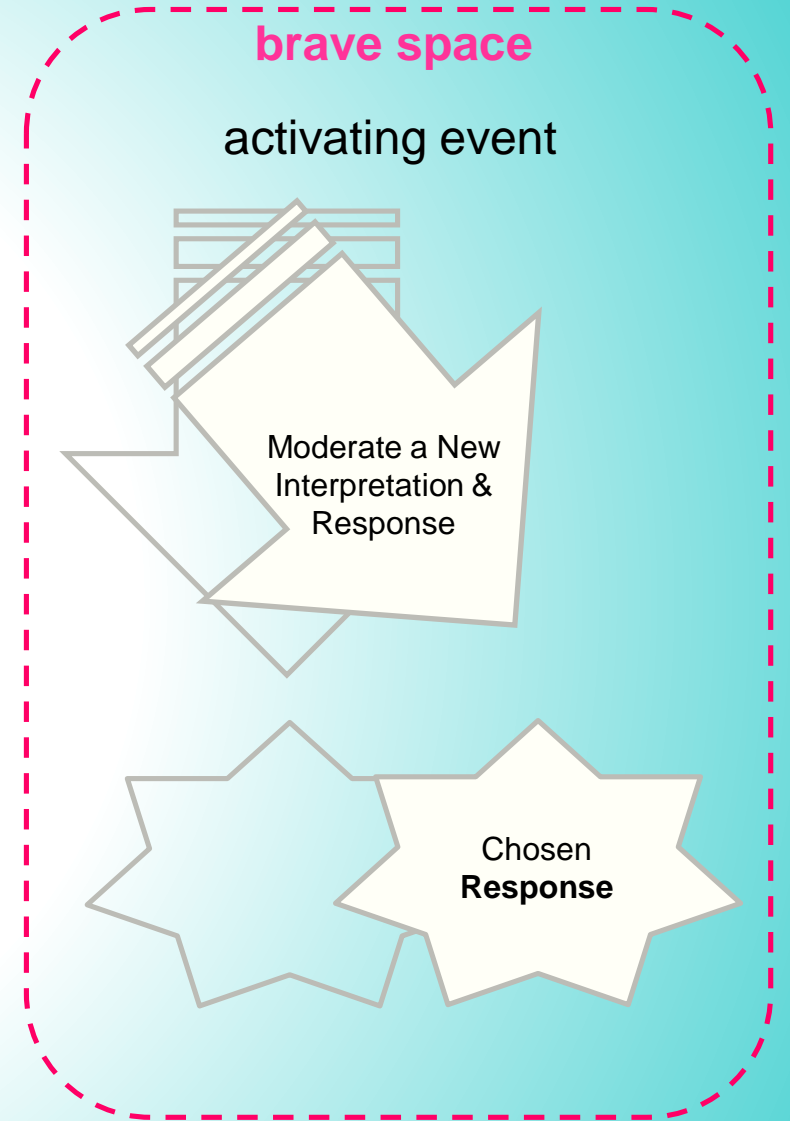 brave space
activating event
Moderate a New
Interpretation &
Response
Chosen
Response